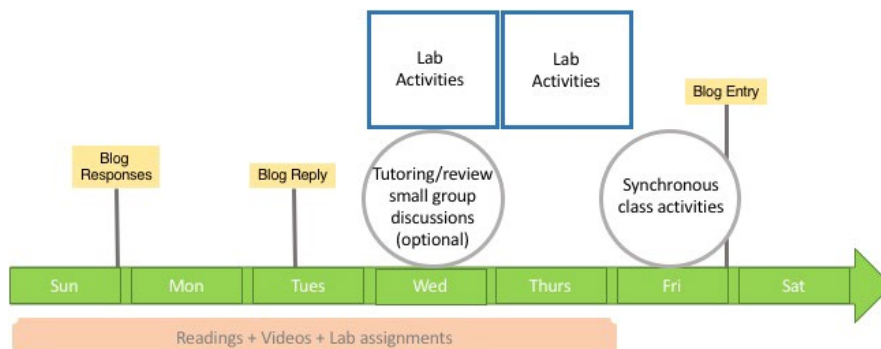 Lab
Activities
Lab
Activities
Blog Entry
Blog
Responses
Blog Reply
Tutoring/review
small group
discussions
(optional)
Synchronous
class activities
Sun
Mon
Tues
Wed
Thurs
Fri
Sat
Readings + Videos + Lab assignments